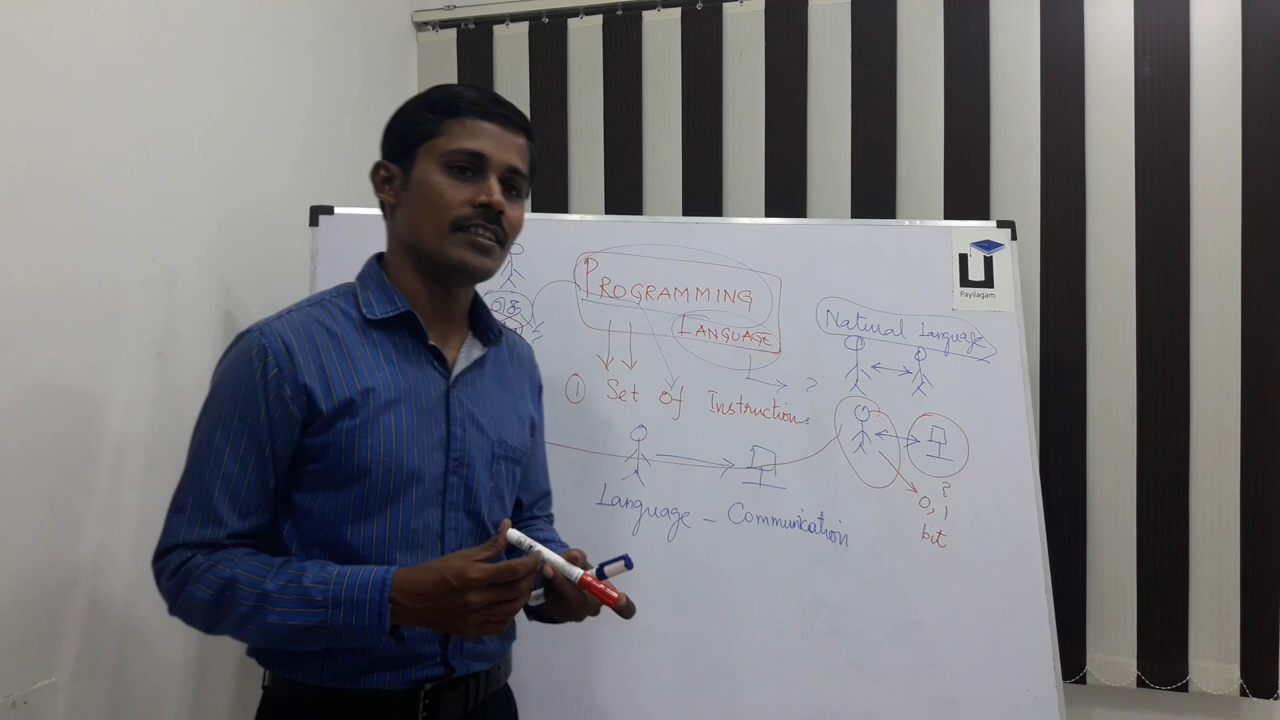 PROGRAMMING
LANGUAGE
?
① Set of Instructions
Natural Language
Language - Communication
?
0, 1
bit
Payilagam